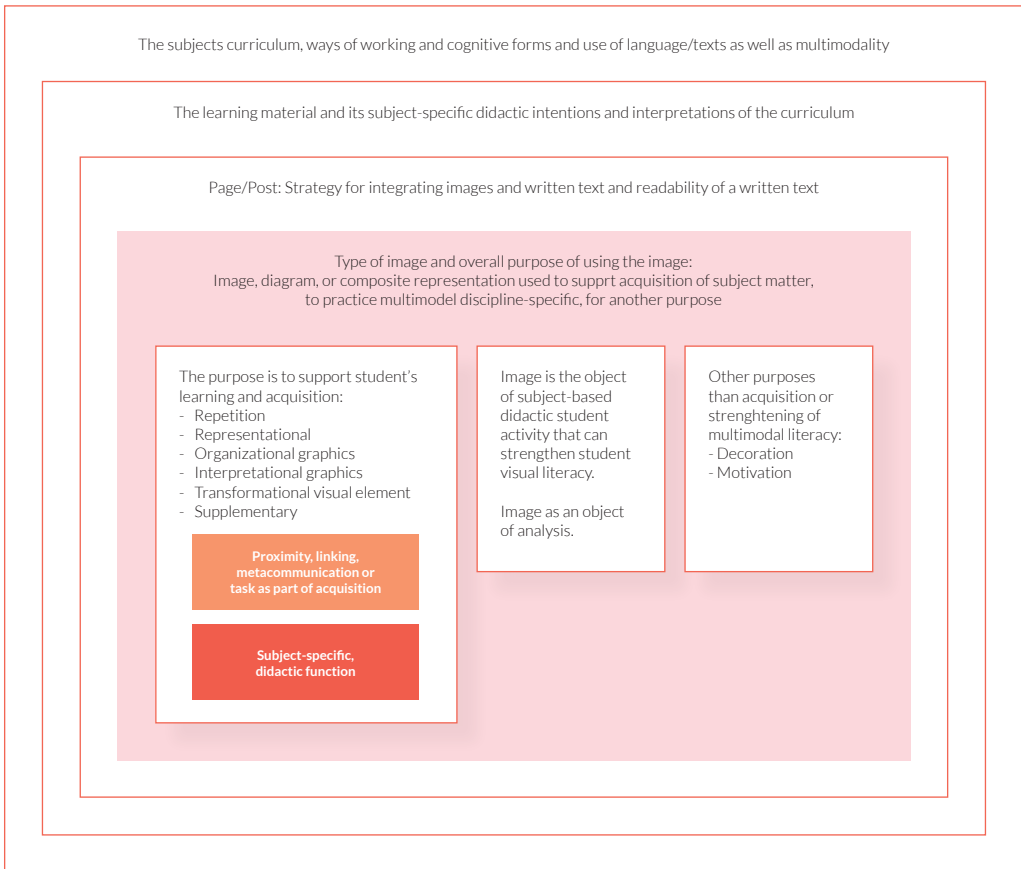 The subjects curriculum, ways of working and cognitive forms and use of language/texts as well as multimodality
The learning material and its subject-specific didactic intentions and interpretations of the curriculum
Page/Post: Strategy for integrating images and written text and readability of a written text
Type of image and overall purpose of using the image:
Image, diagram, or composite representation used to supprt acquisition of subject matter,
to practice multimodel discipline-specific, for another purpose
The purpose is to support student's
learning and acquisition:
- Repetition
- Representational
- Organizational graphics
- Interpretational graphics
- Transformational visual element
- Supplementary
Proximity, linking,
metacommunication or
task as part of acquisition
Subject-specific,
didactic function
Image is the object
of subject-based
didactic student
activity that can
strengthen student
visual literacy.
Image as an object
of analysis.
Other purposes
than acquisition or
strenghtening of
multimodal literacy:
- Decoration
- Motivation